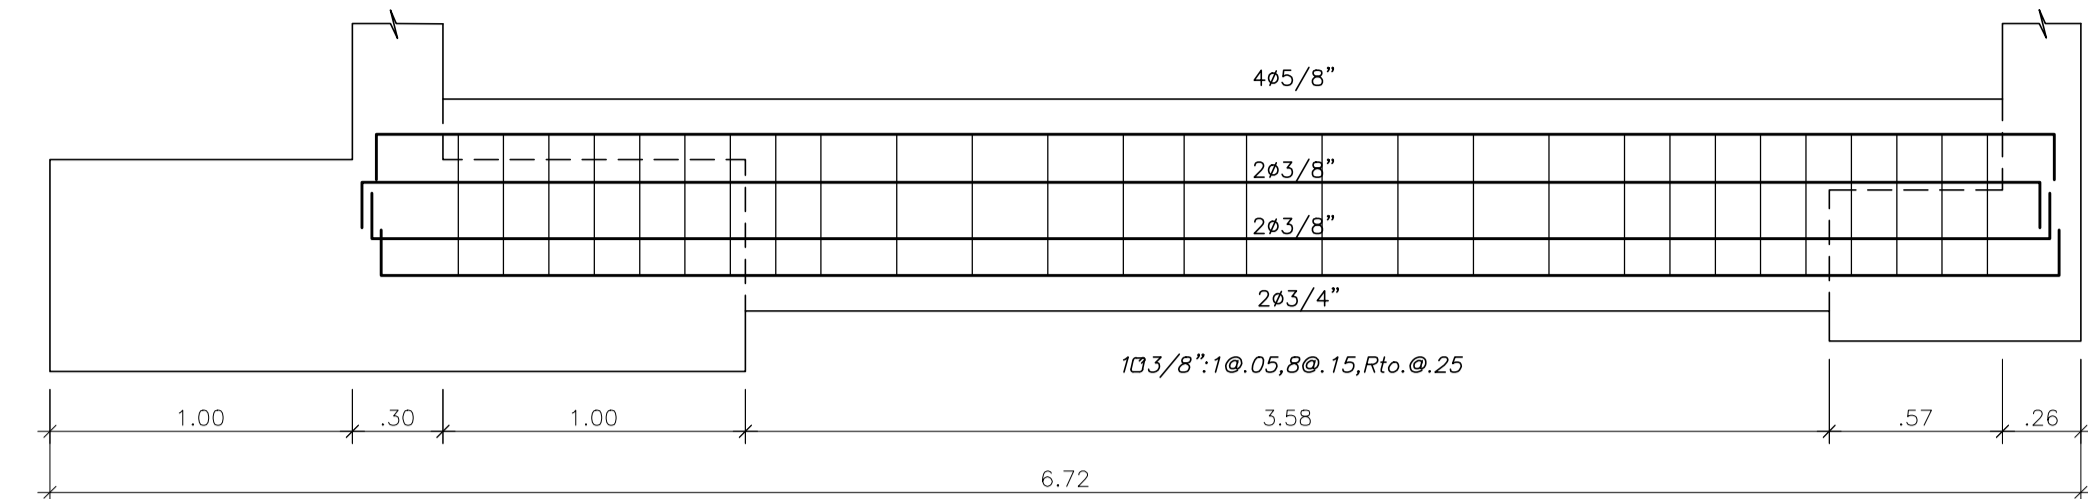 4ø5/8"
2ø3/8"
2ø3/8"
2ø3/4"
1□3/8":1@.05,8@.15,Rto.@.25
1.00 .30 1.00 3.58 .57 .26
6.72